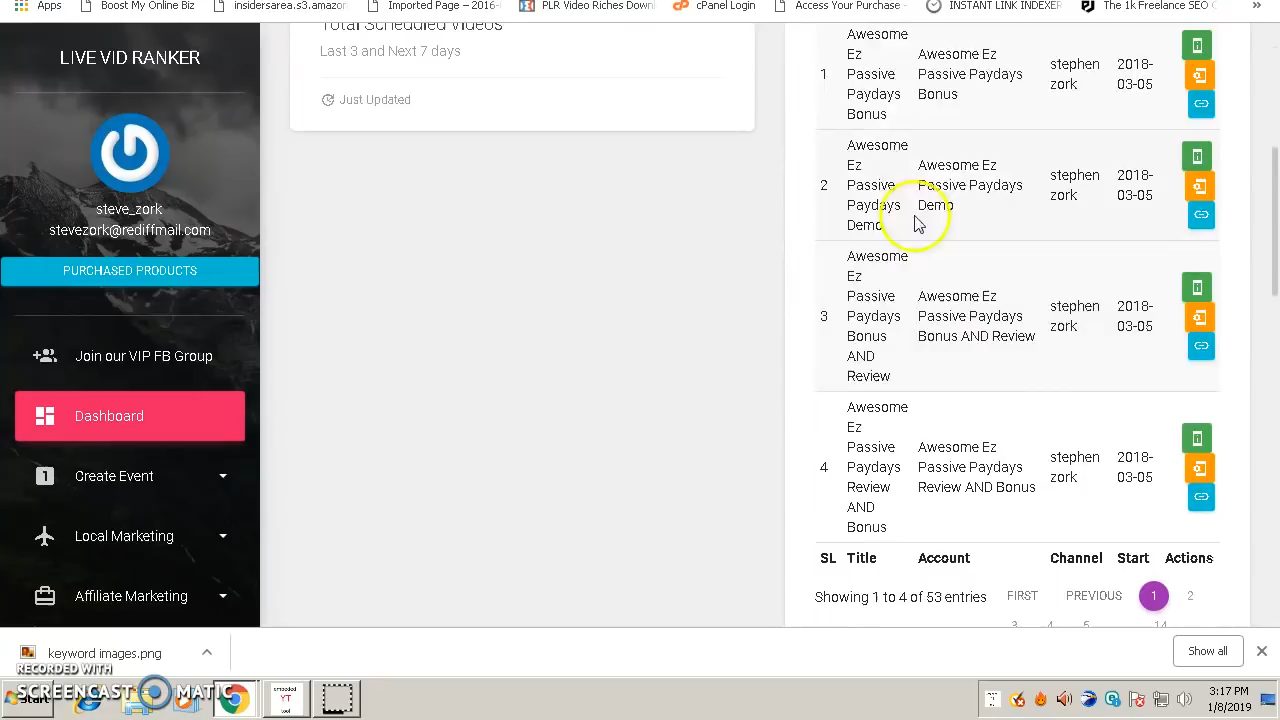 Apps
Boost My Online Biz
insidersarea.s3.amazon
Imported Page – 2016-
PLR Video Riches Down
cPanel Login
Access Your Purchase -
INSTANT LINK INDEXER
The 1k Freelance SEO C
»
LIVE VID RANKER
steve_zork
stevezork@rediffmail.com
PURCHASED PRODUCTS
Join our VIP FB Group
Dashboard
Create Event
Local Marketing
Affiliate Marketing
Total Scheduled Videos
Last 3 and Next 7 days
Just Updated
1
Awesome
Ez
Passive
Paydays
Bonus
Awesome Ez
Passive Paydays
Bonus
stephen
zork
2018-
03-05
2
Awesome
Ez
Passive
Paydays
Demo
Awesome Ez
Passive Paydays
Demo
stephen
zork
2018-
03-05
3
Awesome
Ez
Passive
Paydays
Bonus
AND
Review
Awesome Ez
Passive Paydays
Bonus AND Review
stephen
zork
2018-
03-05
4
Awesome
Ez
Passive
Paydays
Review
AND
Bonus
Awesome Ez
Passive Paydays
Review AND Bonus
stephen
zork
2018-
03-05
SL Title Account Channel Start Actions
Showing 1 to 4 of 53 entries
FIRST PREVIOUS 1 2
3 4 5 14
keyword images.png
Show all
RECORDED WITH
SCREENCAST MATIC
Start
embeded
YT
tool
3:17 PM
1/8/2019